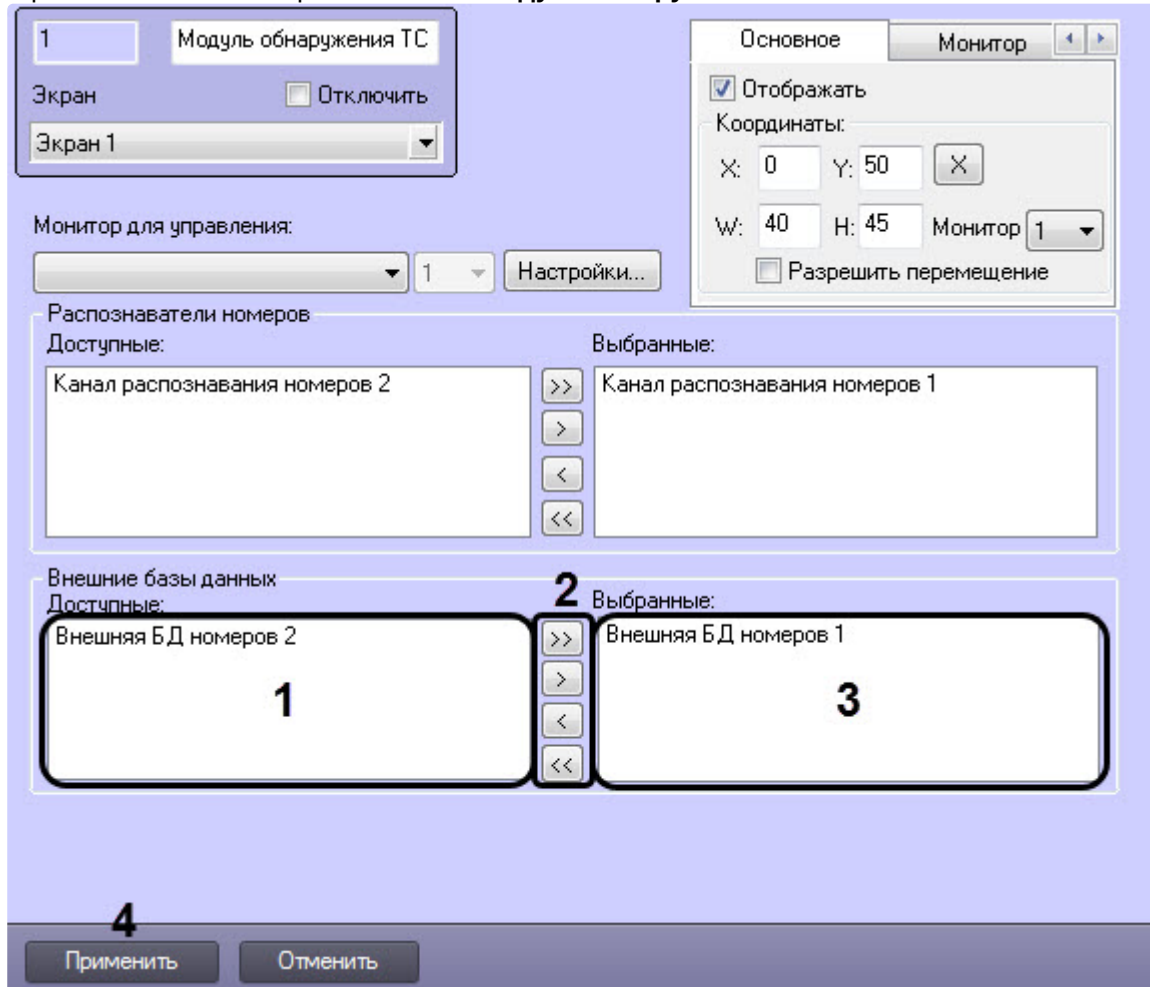 1 Модуль обнаружения ТС
Экран Отключить
Экран 1
Основное Монитор
Отображать
Координаты:
X: 0 Y: 50 X
W: 40 H: 45 Монитор 1
Разрешить перемещение
Монитор для управления:
1 Настройки...
Распознаватели номеров
Доступные: Выбранные:
Канал распознавания номеров 2 >> Канал распознавания номеров 1
>
<
<<
Внешние базы данных
Доступные: 2 Выбранные:
Внешняя БД номеров 2 >> Внешняя БД номеров 1
>
1 3
<
<<
4
Применить Отменить